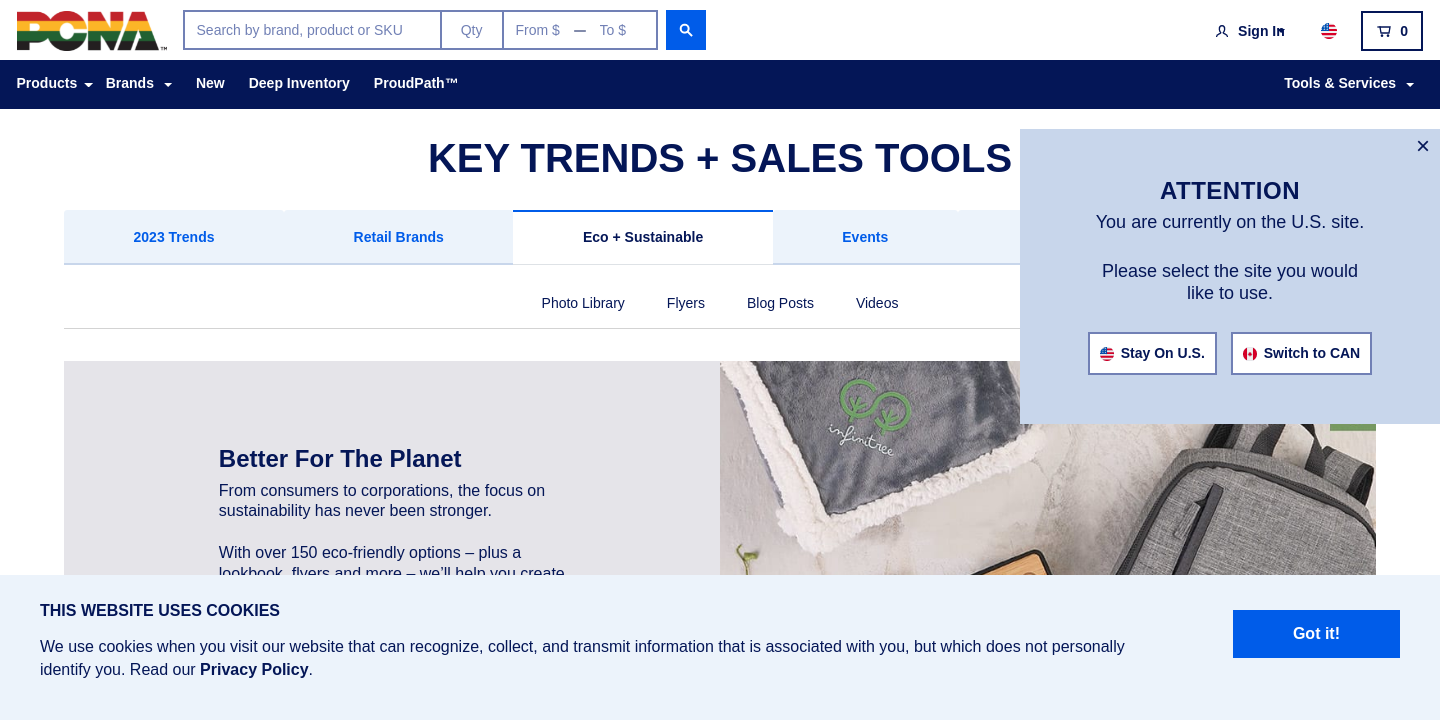 PCNA™
Search by brand, product or SKU
Qty
From $ — To $
Sign In
0
Products
Brands
New
Deep Inventory
ProudPath™
Tools & Services
KEY TRENDS + SALES TOOLS
2023 Trends
Retail Brands
Eco + Sustainable
Events
Photo Library
Flyers
Blog Posts
Videos
×
ATTENTION
You are currently on the U.S. site.
Please select the site you would
like to use.
Stay On U.S.
Switch to CAN
infinitree
Better For The Planet
From consumers to corporations, the focus on
sustainability has never been stronger.
With over 150 eco-friendly options – plus a
lookbook, flyers and more – we’ll help you create
THIS WEBSITE USES COOKIES
We use cookies when you visit our website that can recognize, collect, and transmit information that is associated with you, but which does not personally
identify you. Read our Privacy Policy.
Got it!